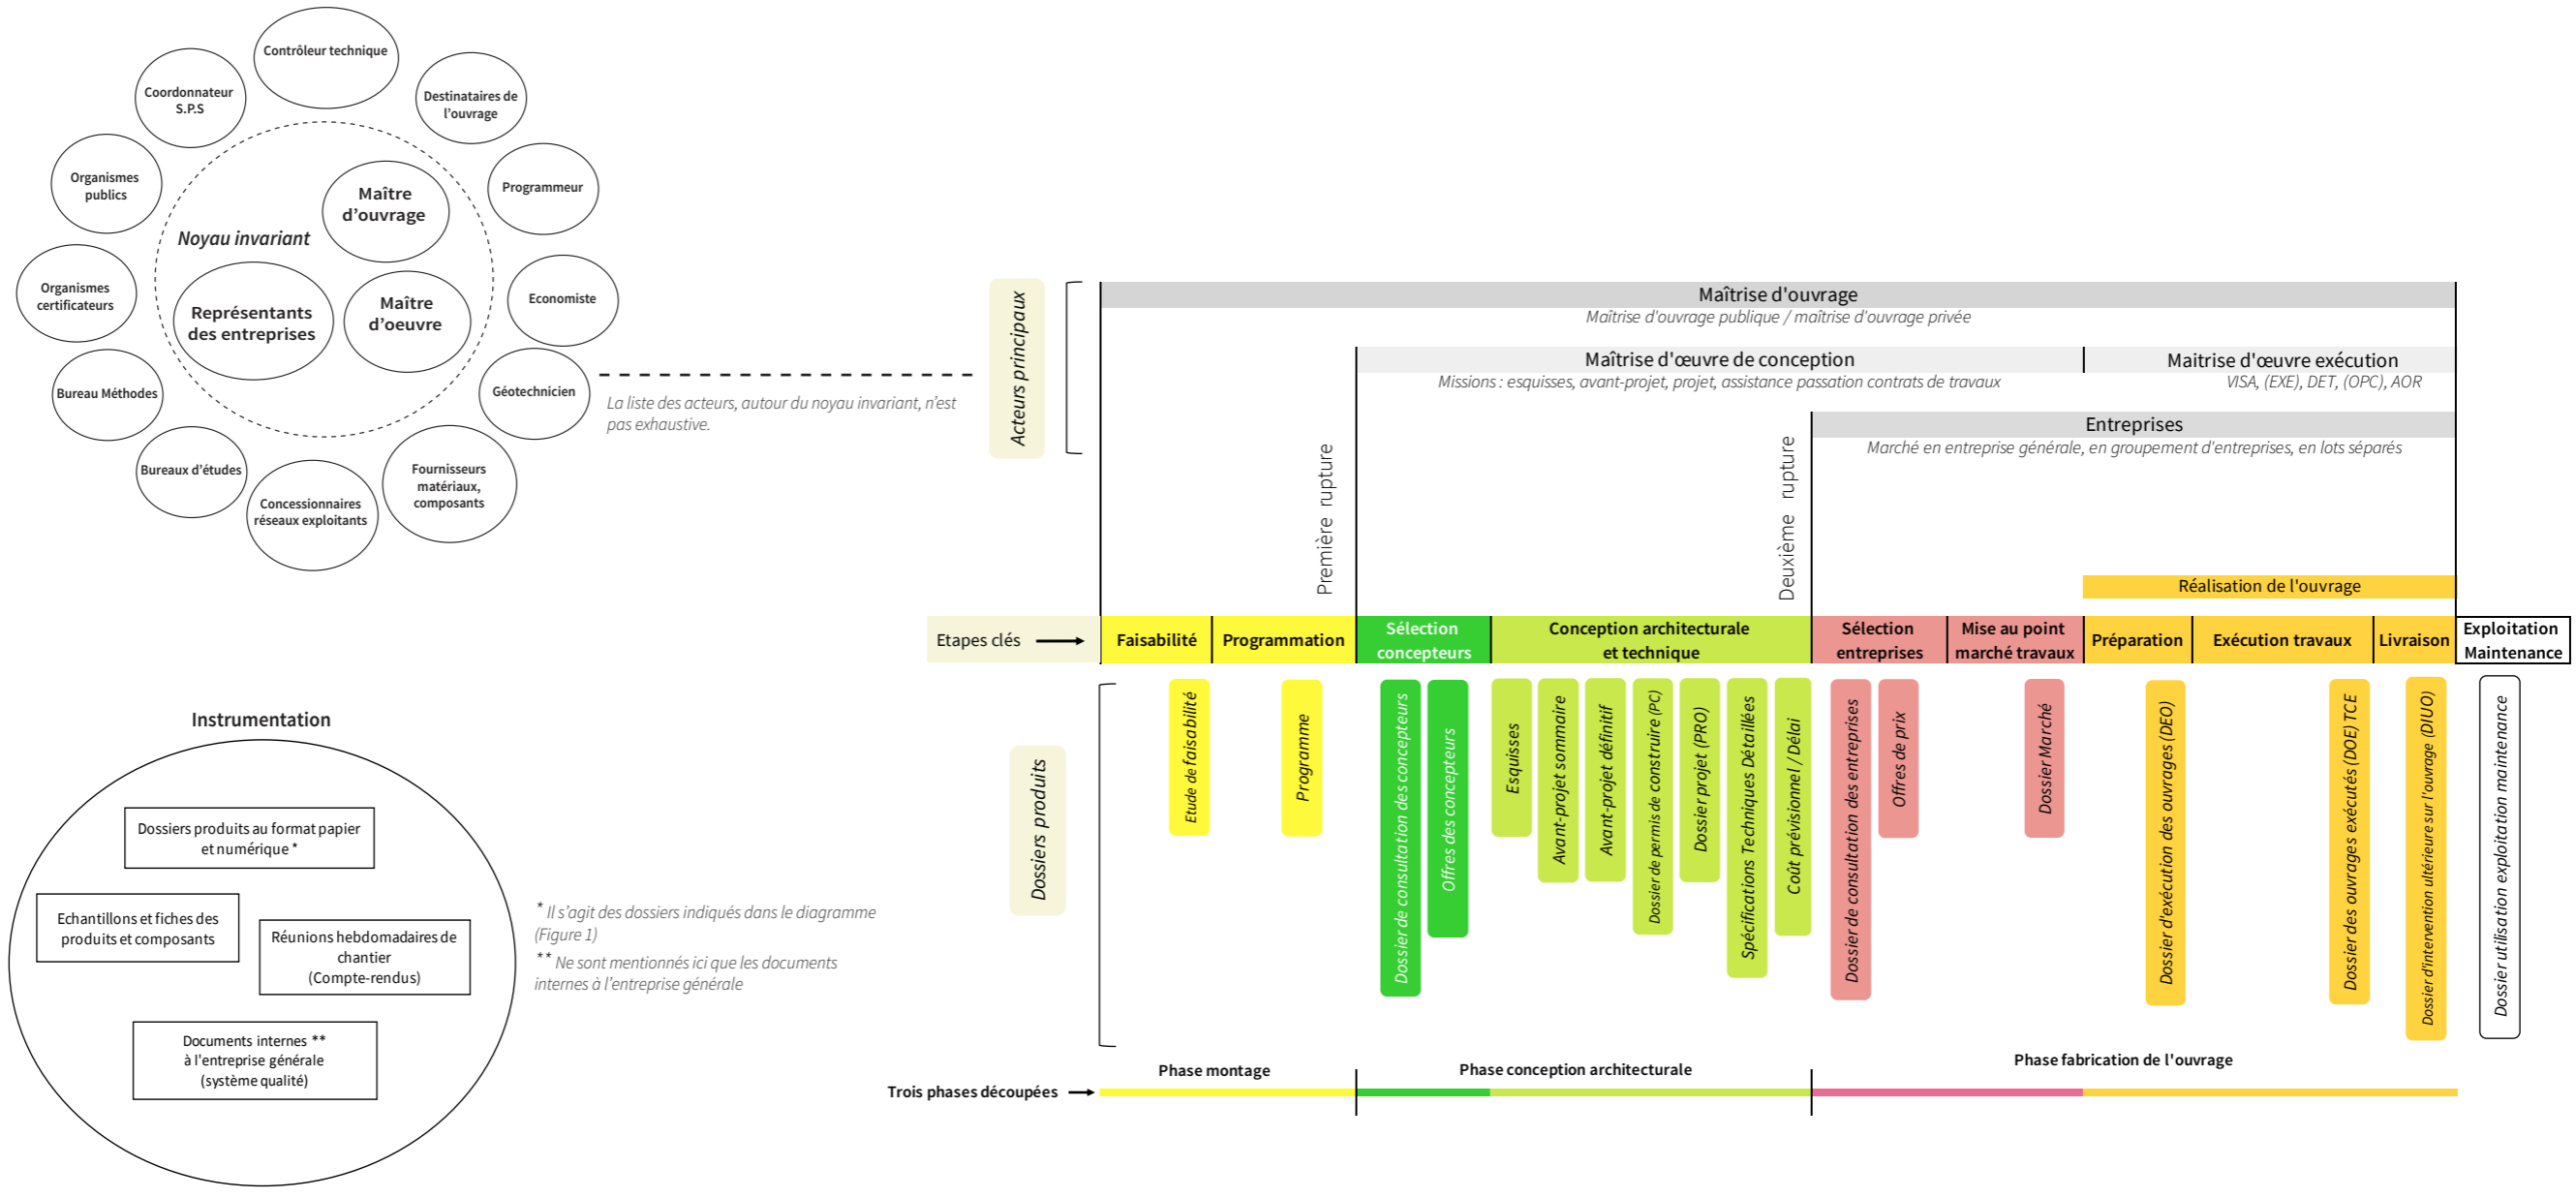 Contrôleur technique
Coordonnateur
S.P.S
Destinataires de
l'ouvrage
Organismes
publics
Programmeur
Maître
d'ouvrage
Noyau invariant
Organismes
certificateurs
Economiste
Représentants
des entreprises
Maître
d'oeuvre
Bureau Méthodes
Géotechnicien
La liste des acteurs, autour du noyau invariant, n'est
pas exhaustive.
Bureaux d'études
Fournisseurs
matériaux,
composants
Concessionnaires
réseaux exploitants
Acteurs principaux
Maîtrise d'ouvrage
Maîtrise d'ouvrage publique / maîtrise d'ouvrage privée
Maîtrise d'œuvre de conception
Missions : esquisses, avant-projet, projet, assistance passation contrats de travaux
Maitrise d'œuvre exécution
VISA, (EXE), DET, (OPC), AOR
Entreprises
Marché en entreprise générale, en groupement d'entreprises, en lots séparés
Première rupture
Deuxième rupture
Réalisation de l'ouvrage
Etapes clés
Faisabilité
Programmation
Sélection
concepteurs
Conception architecturale
et technique
Sélection
entreprises
Mise au point
marché travaux
Préparation
Exécution travaux
Livraison
Exploitation
Maintenance
Dossiers produits
Etude de faisabilité
Programme
Dossier de consultation des concepteurs
Offres des concepteurs
Esquisses
Avant-projet sommaire
Avant-projet définitif
Dossier de permis de construire (PC)
Dossier projet (PRO)
Spécifications Techniques Détaillées
Coût prévisionnel / Délai
Dossier de consultation des entreprises
Offres de prix
Dossier Marché
Dossier d'exécution des ouvrages (DEO)
Dossier des ouvrages exécutés (DOE) TCE
Dossier d'intervention ultérieure sur l'ouvrage (DIUO)
Dossier utilisation exploitation maintenance
Instrumentation
Dossiers produits au format papier
et numérique *
Echantillons et fiches des
produits et composants
Réunions hebdomadaires de
chantier
(Compte-rendus)
Documents internes **
à l'entreprise générale
(système qualité)
* Il s'agit des dossiers indiqués dans le diagramme
(Figure 1)
** Ne sont mentionnés ici que les documents
internes à l'entreprise générale
Trois phases découpées
Phase montage
Phase conception architecturale
Phase fabrication de l'ouvrage